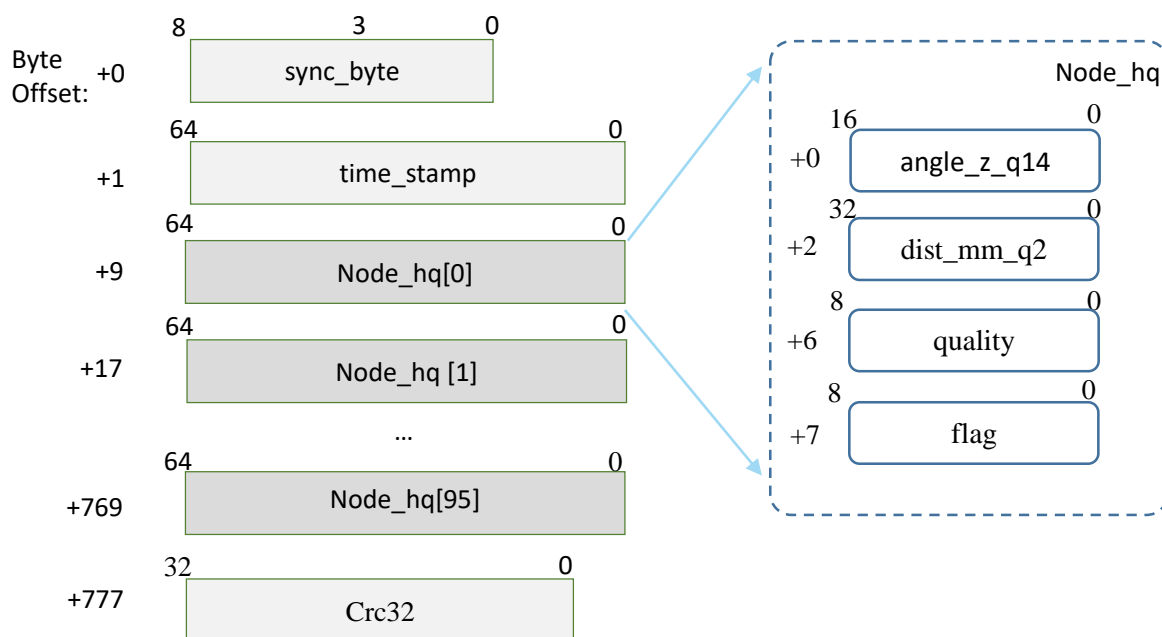 8 3 0
Byte
Offset:
+0
sync_byte
64 0
+1
time_stamp
64 0
+9
Node_hq[0]
64 0
+17
Node_hq [1]
...
64 0
+769
Node_hq[95]
32 0
+777
Crc32
Node_hq
16 0
+0
angle_z_q14
32 0
+2
dist_mm_q2
8 0
+6
quality
8 0
+7
flag